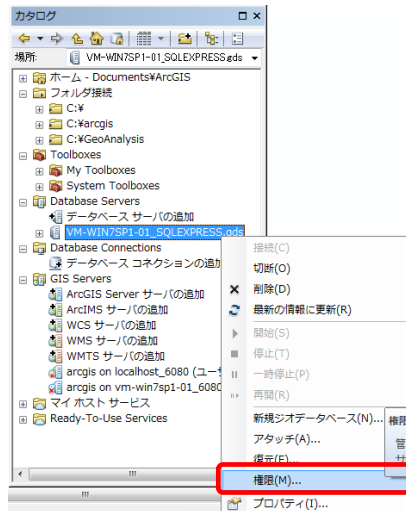 カタログ
場所: VM-WIN7SP1-01_SQLEXPRESS.gds
ホーム - Documents¥ArcGIS
フォルダ接続
C:¥
C:¥arcgis
C:¥GeoAnalysis
Toolboxes
My Toolboxes
System Toolboxes
Database Servers
データベース サーバの追加
VM-WIN7SP1-01_SQLEXPRESS.gds
Database Connections
データベース コネクションの追加
GIS Servers
ArcGIS Server サーバの追加
ArcIMS サーバの追加
WCS サーバの追加
WMS サーバの追加
WMTS サーバの追加
arcgis on localhost_6080 (ユー
arcgis on vm-win7sp1-01_6080
マイ ホスト サービス
Ready-To-Use Services
接続(C)
切断(O)
削除(D)
最新の情報に更新(R)
開始(S)
停止(T)
一時停止(P)
再開(R)
新規ジオデータベース(N)...
アタッチ(A)...
復元(E)...
権限(M)...
プロパティ(I)...
権限
管
サ